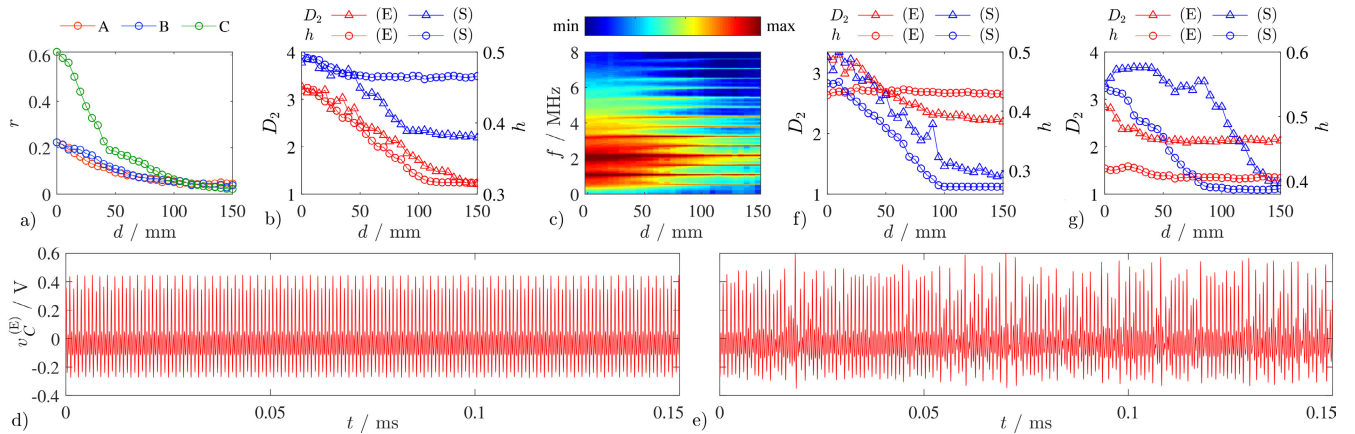 A B C
r
0.6
0.4
0.2
0
0 50 100 150
a) d / mm
D2 (E) (S)
h (E) (S)
D2
4
3
2
1
0.5
0.4
0.3
h
0 50 100 150
b) d / mm
min max
f / MHz
8
6
4
2
0
0 50 100 150
c) d / mm
D2 (E) (S)
h (E) (S)
D2
3
2
1
0.5
0.4
0.3
h
0 50 100 150
f) d / mm
D2 (E) (S)
h (E) (S)
D2
4
3
2
1
0.6
0.5
0.4
h
0 50 100 150
g) d / mm
vC(E) / V
0.6
0.4
0.2
0
-0.2
-0.4
0 0.05 0.1 0.15
d) t / ms
0 0.05 0.1 0.15
e) t / ms